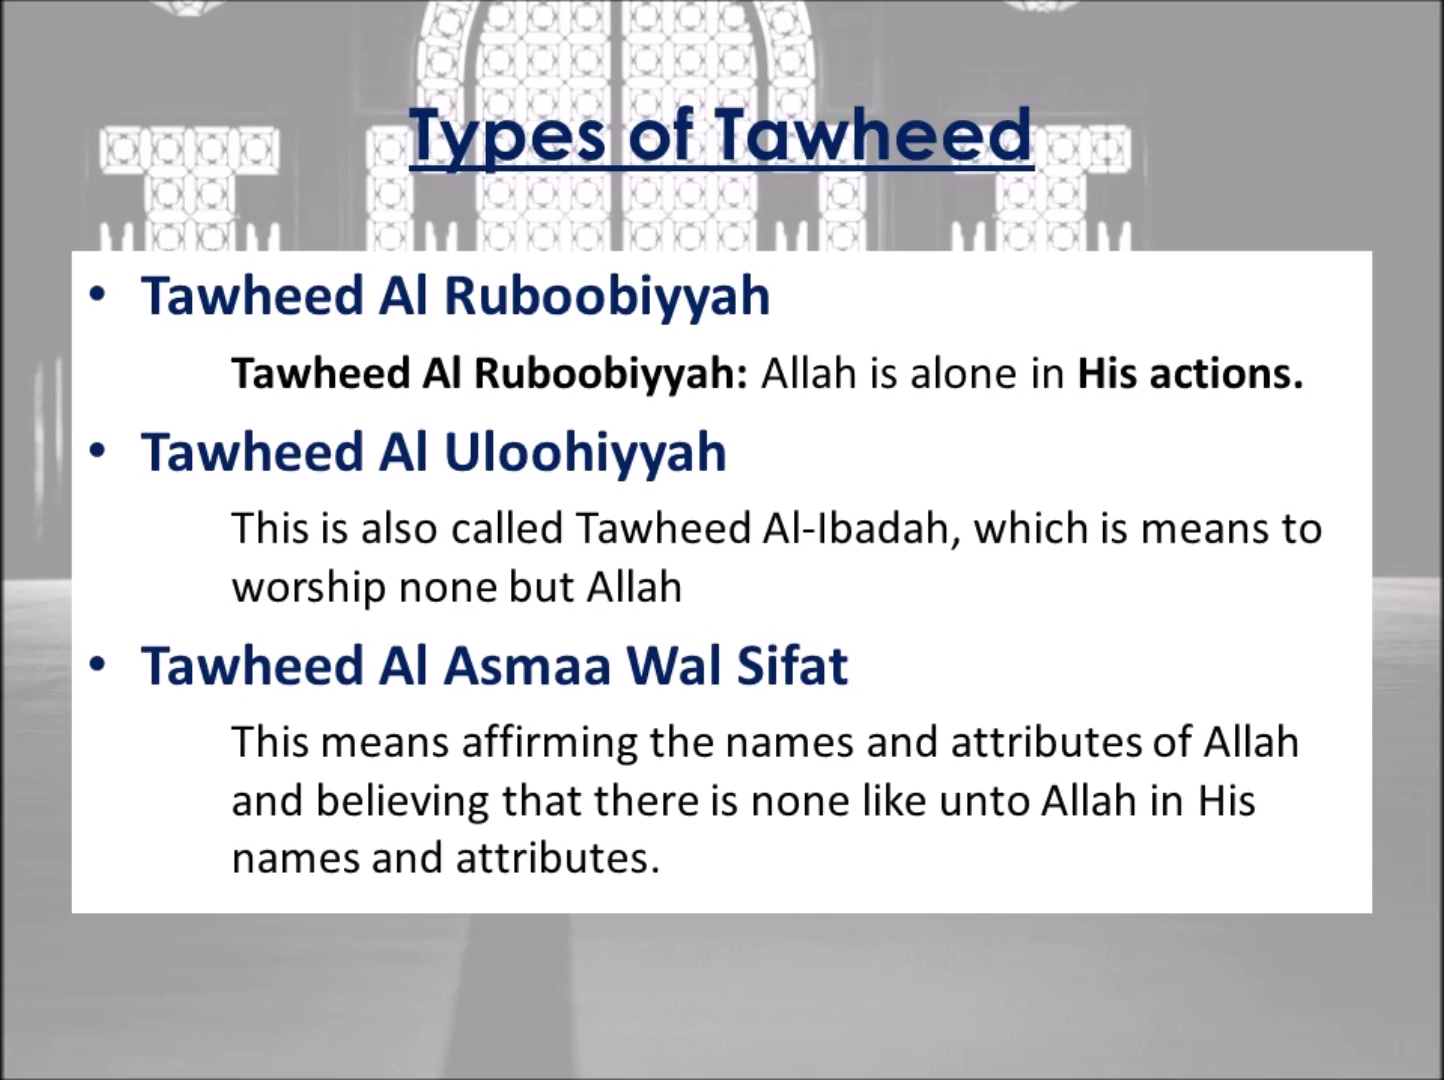 Types of Tawheed
• Tawheed Al Ruboobiyyah
Tawheed Al Ruboobiyyah: Allah is alone in His actions.
• Tawheed Al Uloohiyyah
This is also called Tawheed Al-Ibadah, which is means to
worship none but Allah
• Tawheed Al Asmaa Wal Sifat
This means affirming the names and attributes of Allah
and believing that there is none like unto Allah in His
names and attributes.